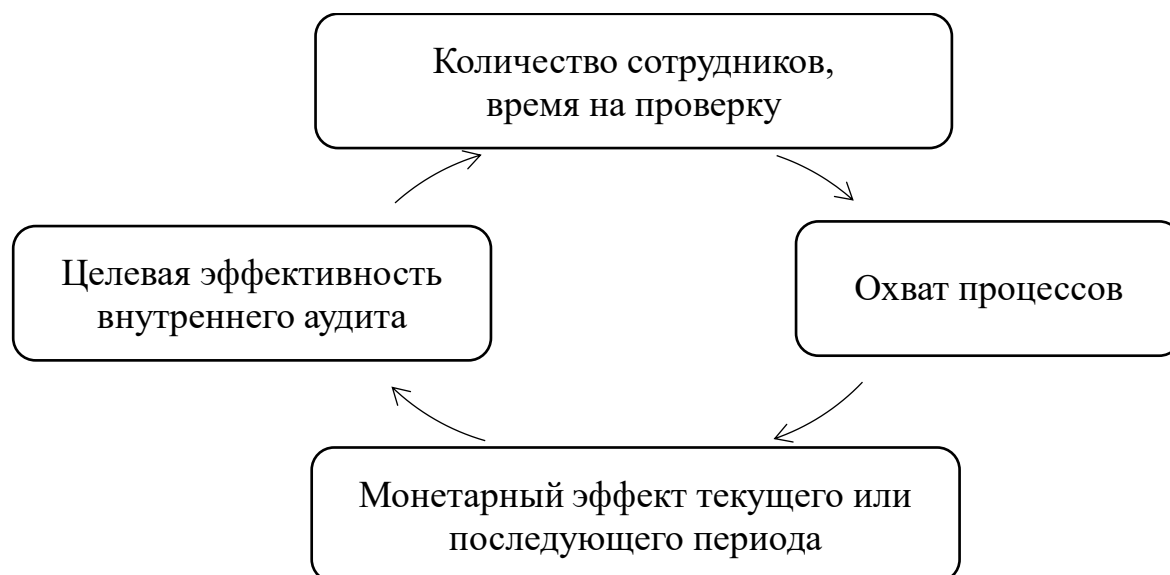 Количество сотрудников,
время на проверку
Целевая эффективность
внутреннего аудита
Охват процессов
Монетарный эффект текущего или
последующего периода